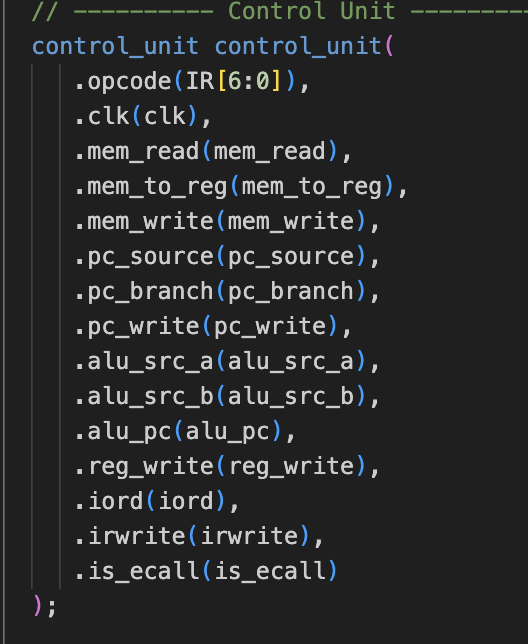 // ---------- Control Unit ----------
control_unit control_unit(
.opcode(IR[6:0]),
.clk(clk),
.mem_read(mem_read),
.mem_to_reg(mem_to_reg),
.mem_write(mem_write),
.pc_source(pc_source),
.pc_branch(pc_branch),
.pc_write(pc_write),
.alu_src_a(alu_src_a),
.alu_src_b(alu_src_b),
.alu_pc(alu_pc),
.reg_write(reg_write),
.iord(iord),
.irwrite(irwrite),
.is_ecall(is_ecall)
);